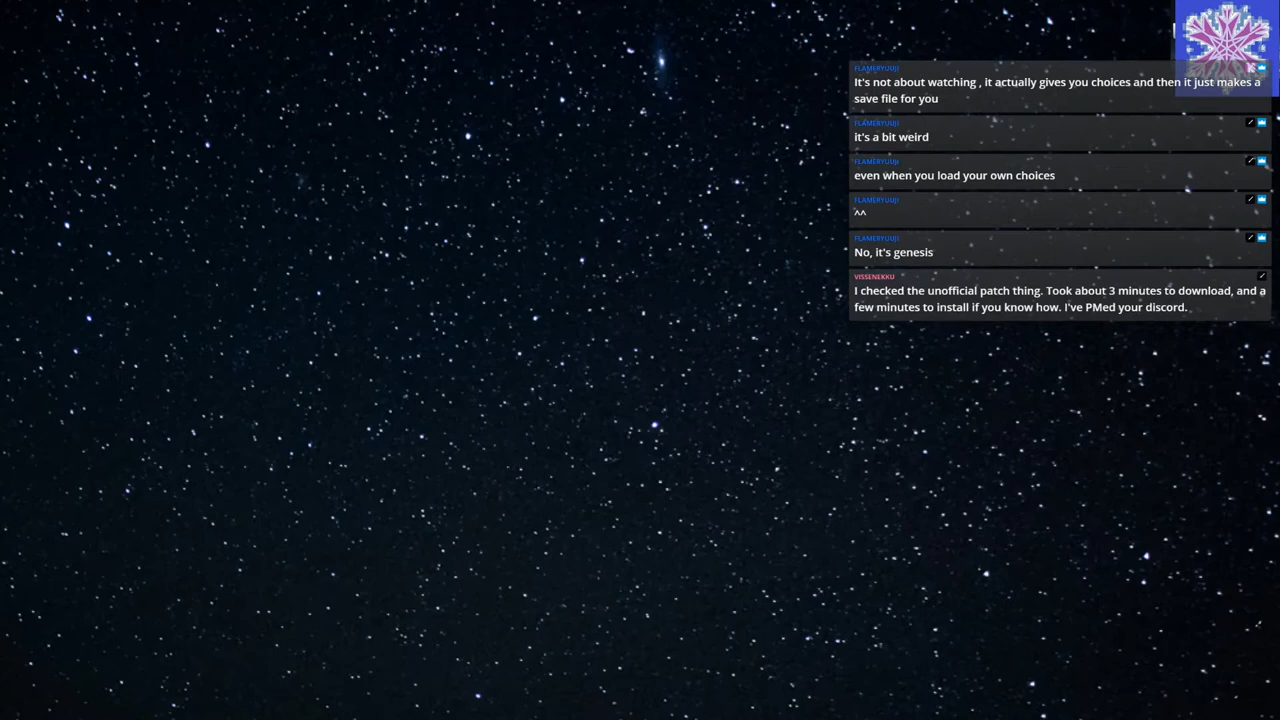 FLAMERYUUJI
It's not about watching , it actually gives you choices and then it just makes a
save file for you
FLAMERYUUJI
it's a bit weird
FLAMERYUUJI
even when you load your own choices
FLAMERYUUJI
^^
FLAMERYUUJI
No, it's genesis
VISSENEKKU
I checked the unofficial patch thing. Took about 3 minutes to download, and a
few minutes to install if you know how. I've PMed your discord.